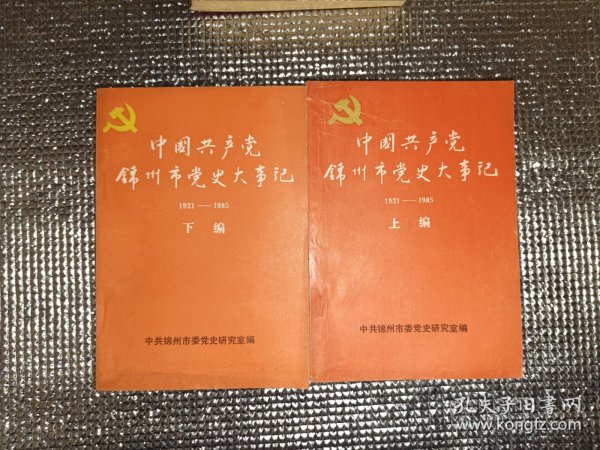 中國共产党
锦州市党史大事记
1921——1985
下编
中共锦州市委党史研究室编
中國共产党
锦州市党史大事记
1921——1985
上编
中共锦州市委党史研究室编
孔夫子旧书网
www.kongfz.com